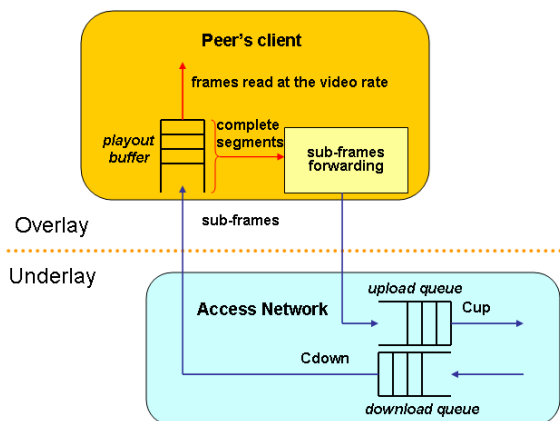 Peer's client
frames read at the video rate
playout
buffer
complete
segments
sub-frames
forwarding
sub-frames
Overlay
Underlay
Access Network
upload queue
Cup
Cdown
download queue